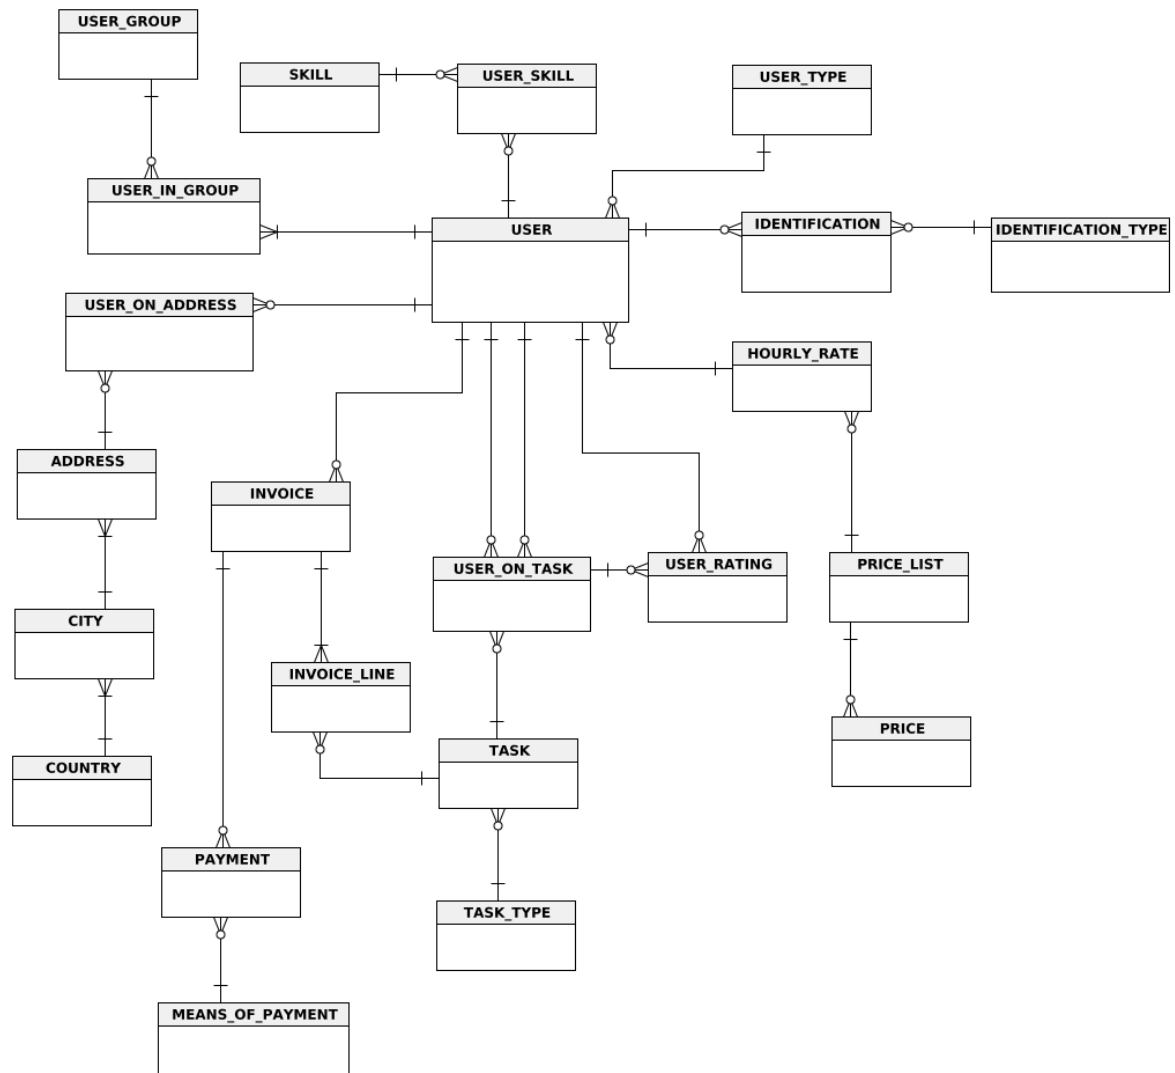 USER_GROUP
SKILL
USER_SKILL
USER_TYPE
USER_IN_GROUP
USER
IDENTIFICATION
IDENTIFICATION_TYPE
USER_ON_ADDRESS
HOURLY_RATE
ADDRESS
INVOICE
USER_ON_TASK
USER_RATING
PRICE_LIST
CITY
INVOICE_LINE
PRICE
TASK
COUNTRY
PAYMENT
TASK_TYPE
MEANS_OF_PAYMENT